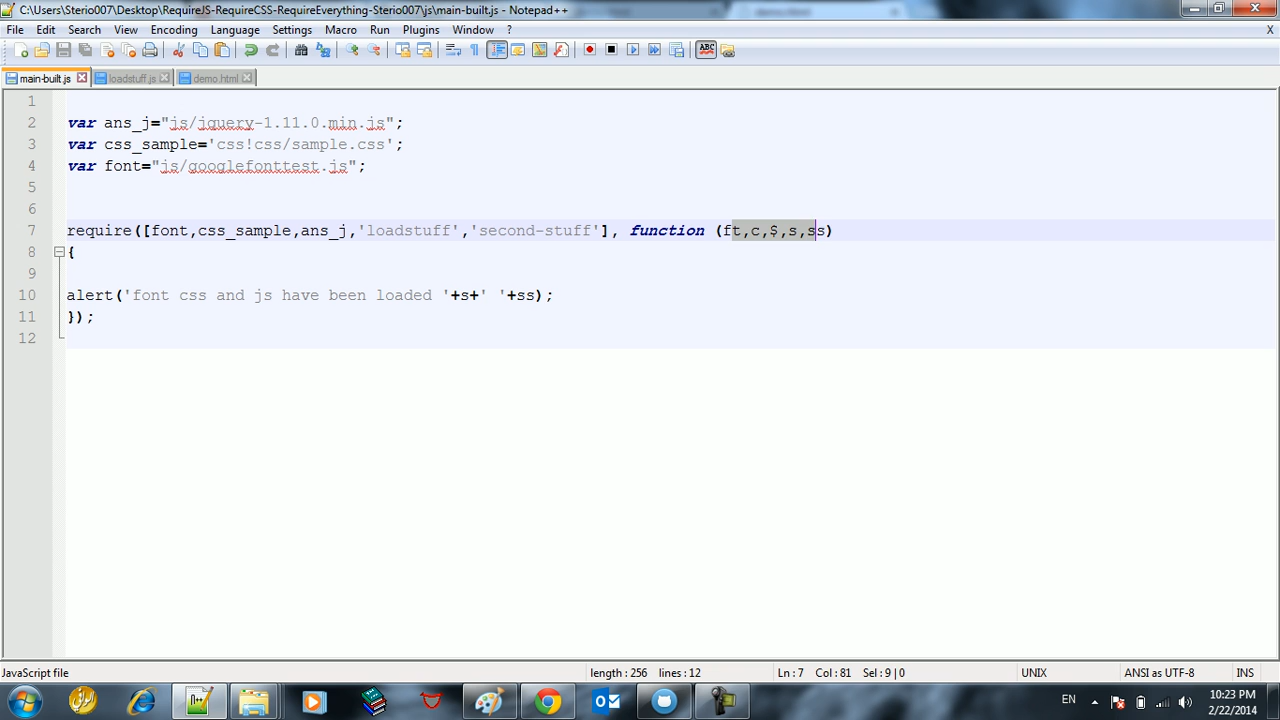 C:\Users\Sterio007\Desktop\RequireJS-RequireCSS-RequireEverything-Sterio007\js\main-built.js - Notepad++
File Edit Search View Encoding Language Settings Macro Run Plugins Window ? X
ABC
main-built.js loadstuff.js demo.html
1
2 var ans_j="js/jquery-1.11.0.min.js";
3 var css_sample='css!css/sample.css';
4 var font="js/googlefonttest.js";
5
6
7 require([font,css_sample,ans_j,'loadstuff','second-stuff'], function (ft,c,$,s,ss)
8 {
9
10 alert('font css and js have been loaded '+s+' '+ss);
11 });
12
JavaScript file length : 256 lines : 12 Ln : 7 Col : 81 Sel : 9 | 0 UNIX ANSI as UTF-8 INS
EN 10:23 PM
2/22/2014